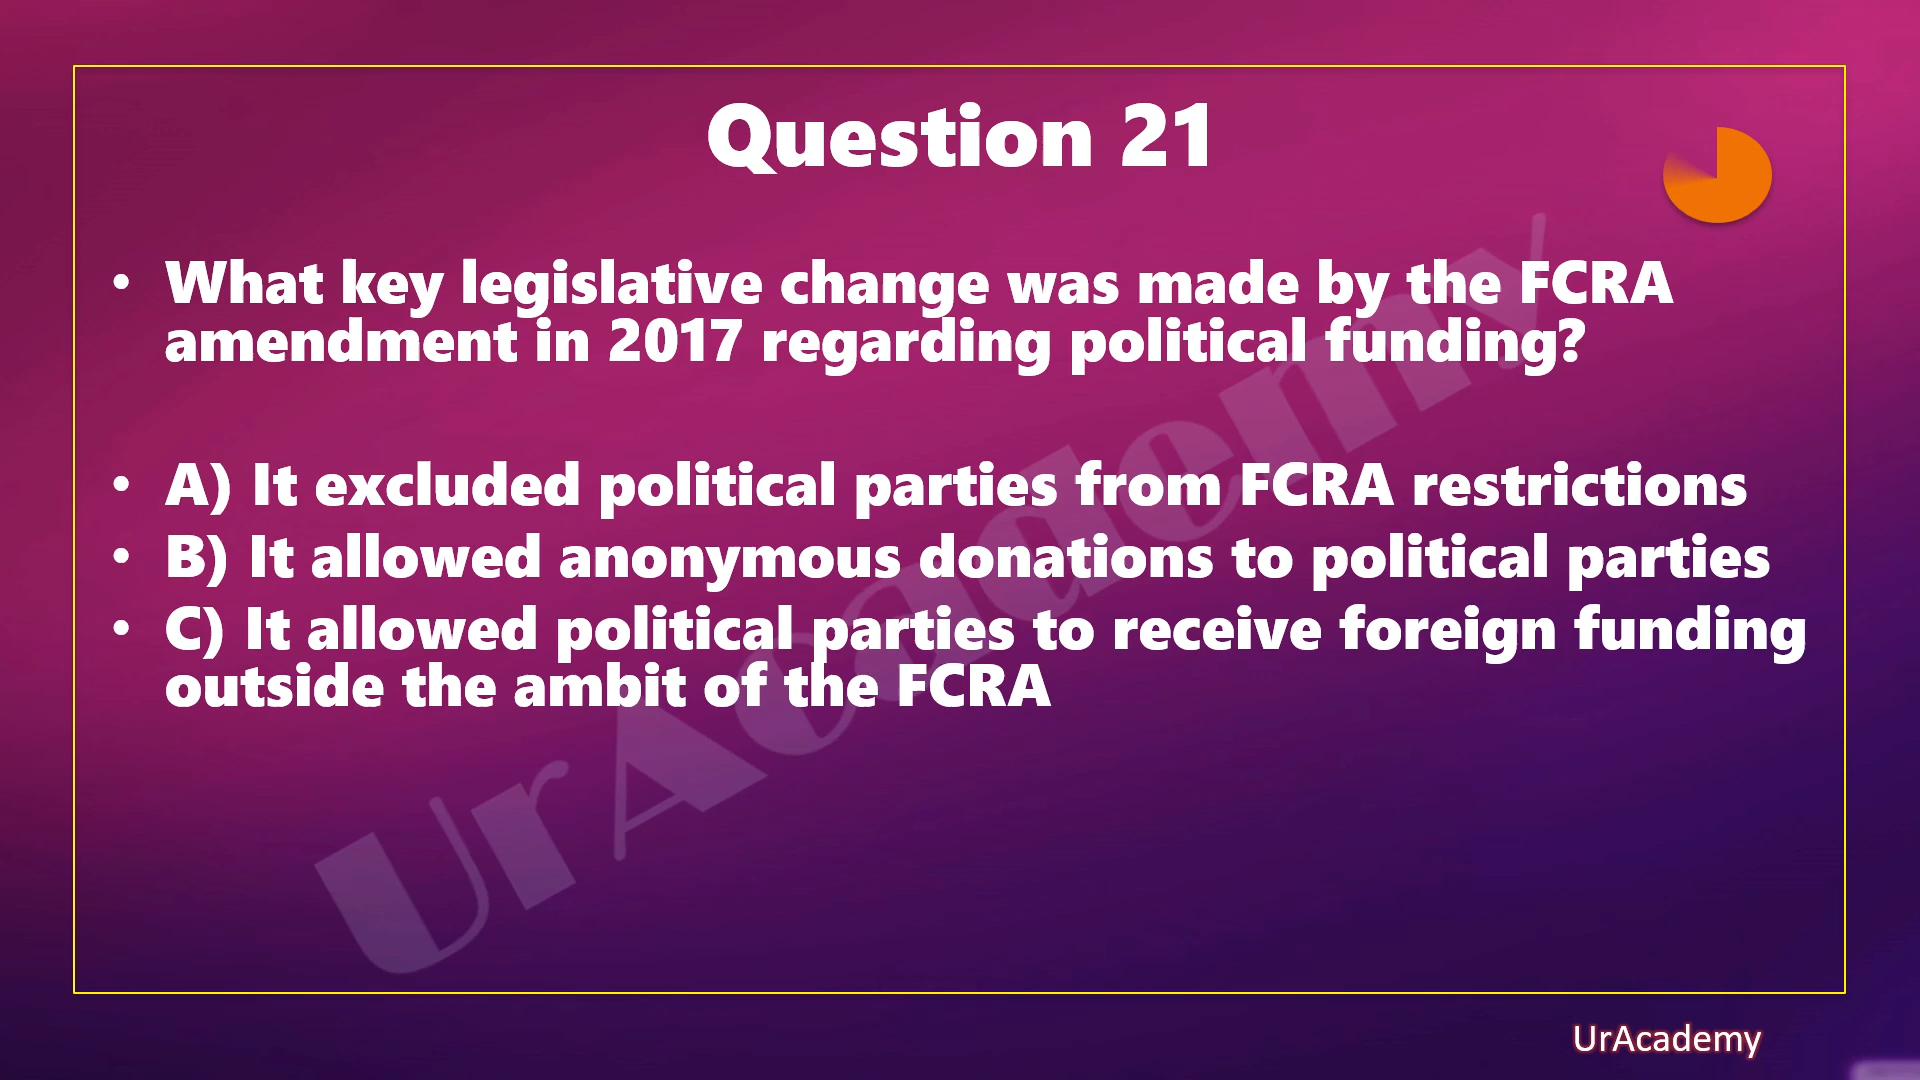 Question 21
• What key legislative change was made by the FCRA
amendment in 2017 regarding political funding?
• A) It excluded political parties from FCRA restrictions
• B) It allowed anonymous donations to political parties
• C) It allowed political parties to receive foreign funding
outside the ambit of the FCRA
UrAcademy
UrAcademy